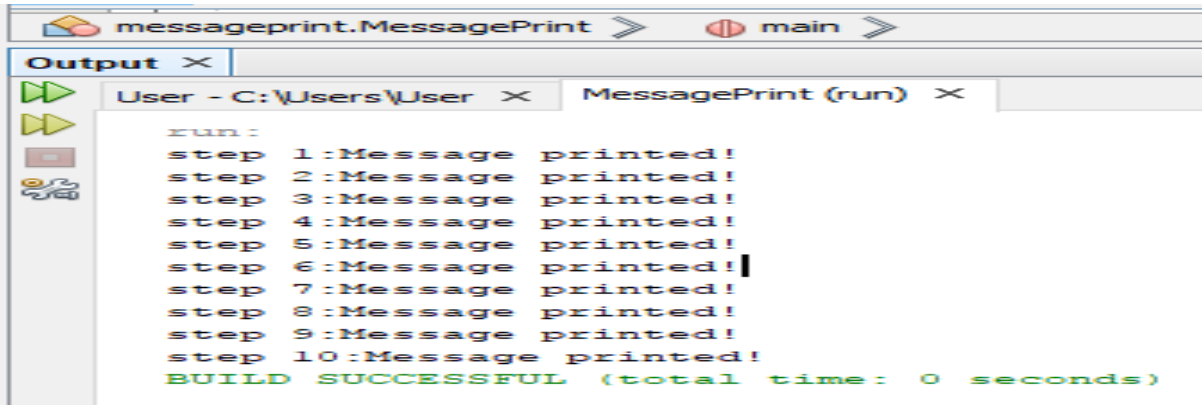 messageprint.MessagePrint main
Output
User - C:\Users\User MessagePrint (run)
run:
step 1:Message printed!
step 2:Message printed!
step 3:Message printed!
step 4:Message printed!
step 5:Message printed!
step 6:Message printed!
step 7:Message printed!
step 8:Message printed!
step 9:Message printed!
step 10:Message printed!
BUILD SUCCESSFUL (total time: 0 seconds)